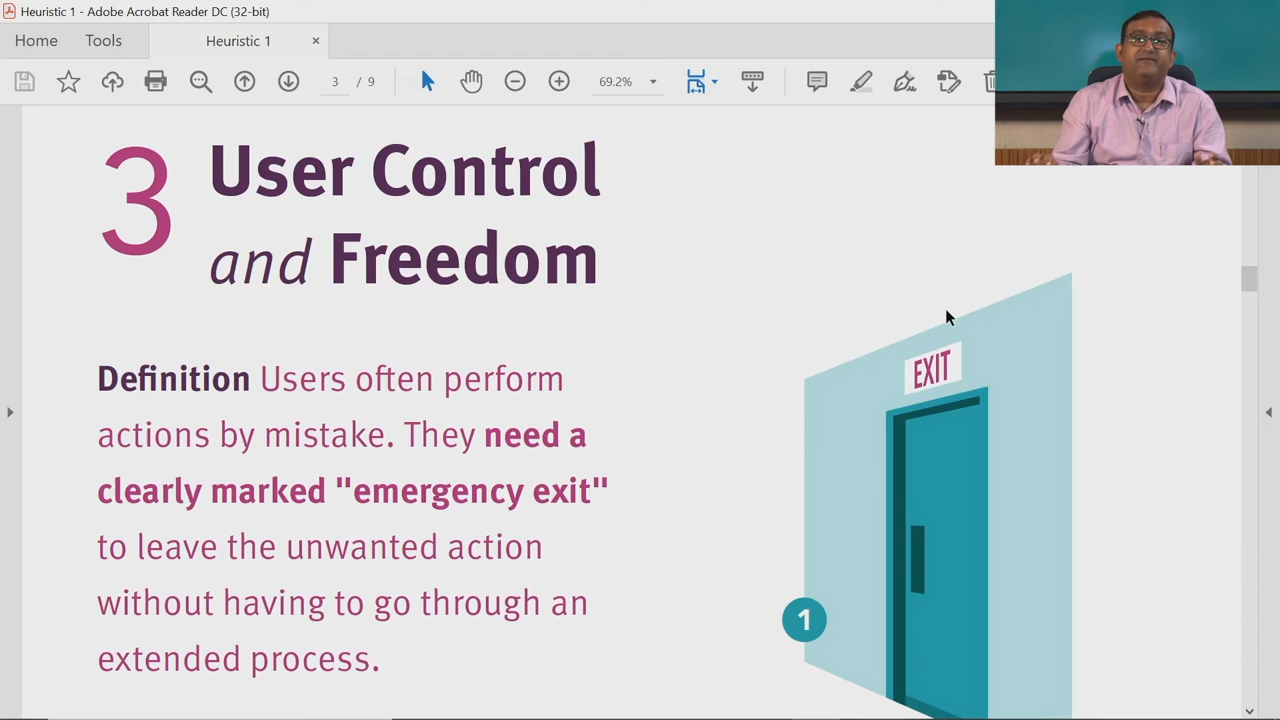 Heuristic 1 - Adobe Acrobat Reader DC (32-bit)
Home Tools Heuristic 1 ×
3 / 9 69.2%
3 User Control
and Freedom
EXIT
Definition Users often perform
actions by mistake. They need a
clearly marked "emergency exit"
to leave the unwanted action
without having to go through an
extended process.
1